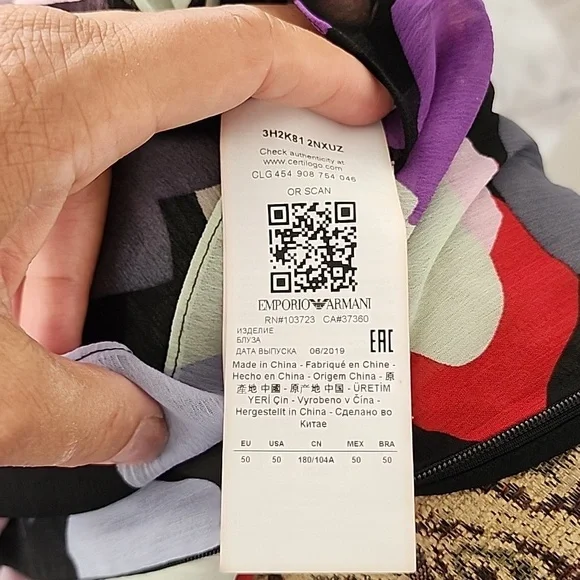 3H2K81 2NXUZ
Check authenticity at
www.certilogo.com
CLG 454 908 754 046
OR SCAN
EMPORIO ARMANI
RN#103723 CA#37360
ИЗДЕЛИЕ
БЛУЗА
ДАТА ВЫПУСКА 06/2019
EAC
Made in China - Fabriqué en Chine -
Hecho en China - Origem China - 原
產地 中國 - 原产地 中国 - ÜRETİM
YERİ Çin - Vyrobeno v Čína -
Hergestellt in China - Сделано во
Китае
EU USA CN MEX BRA
50 50 180/104A 50 50